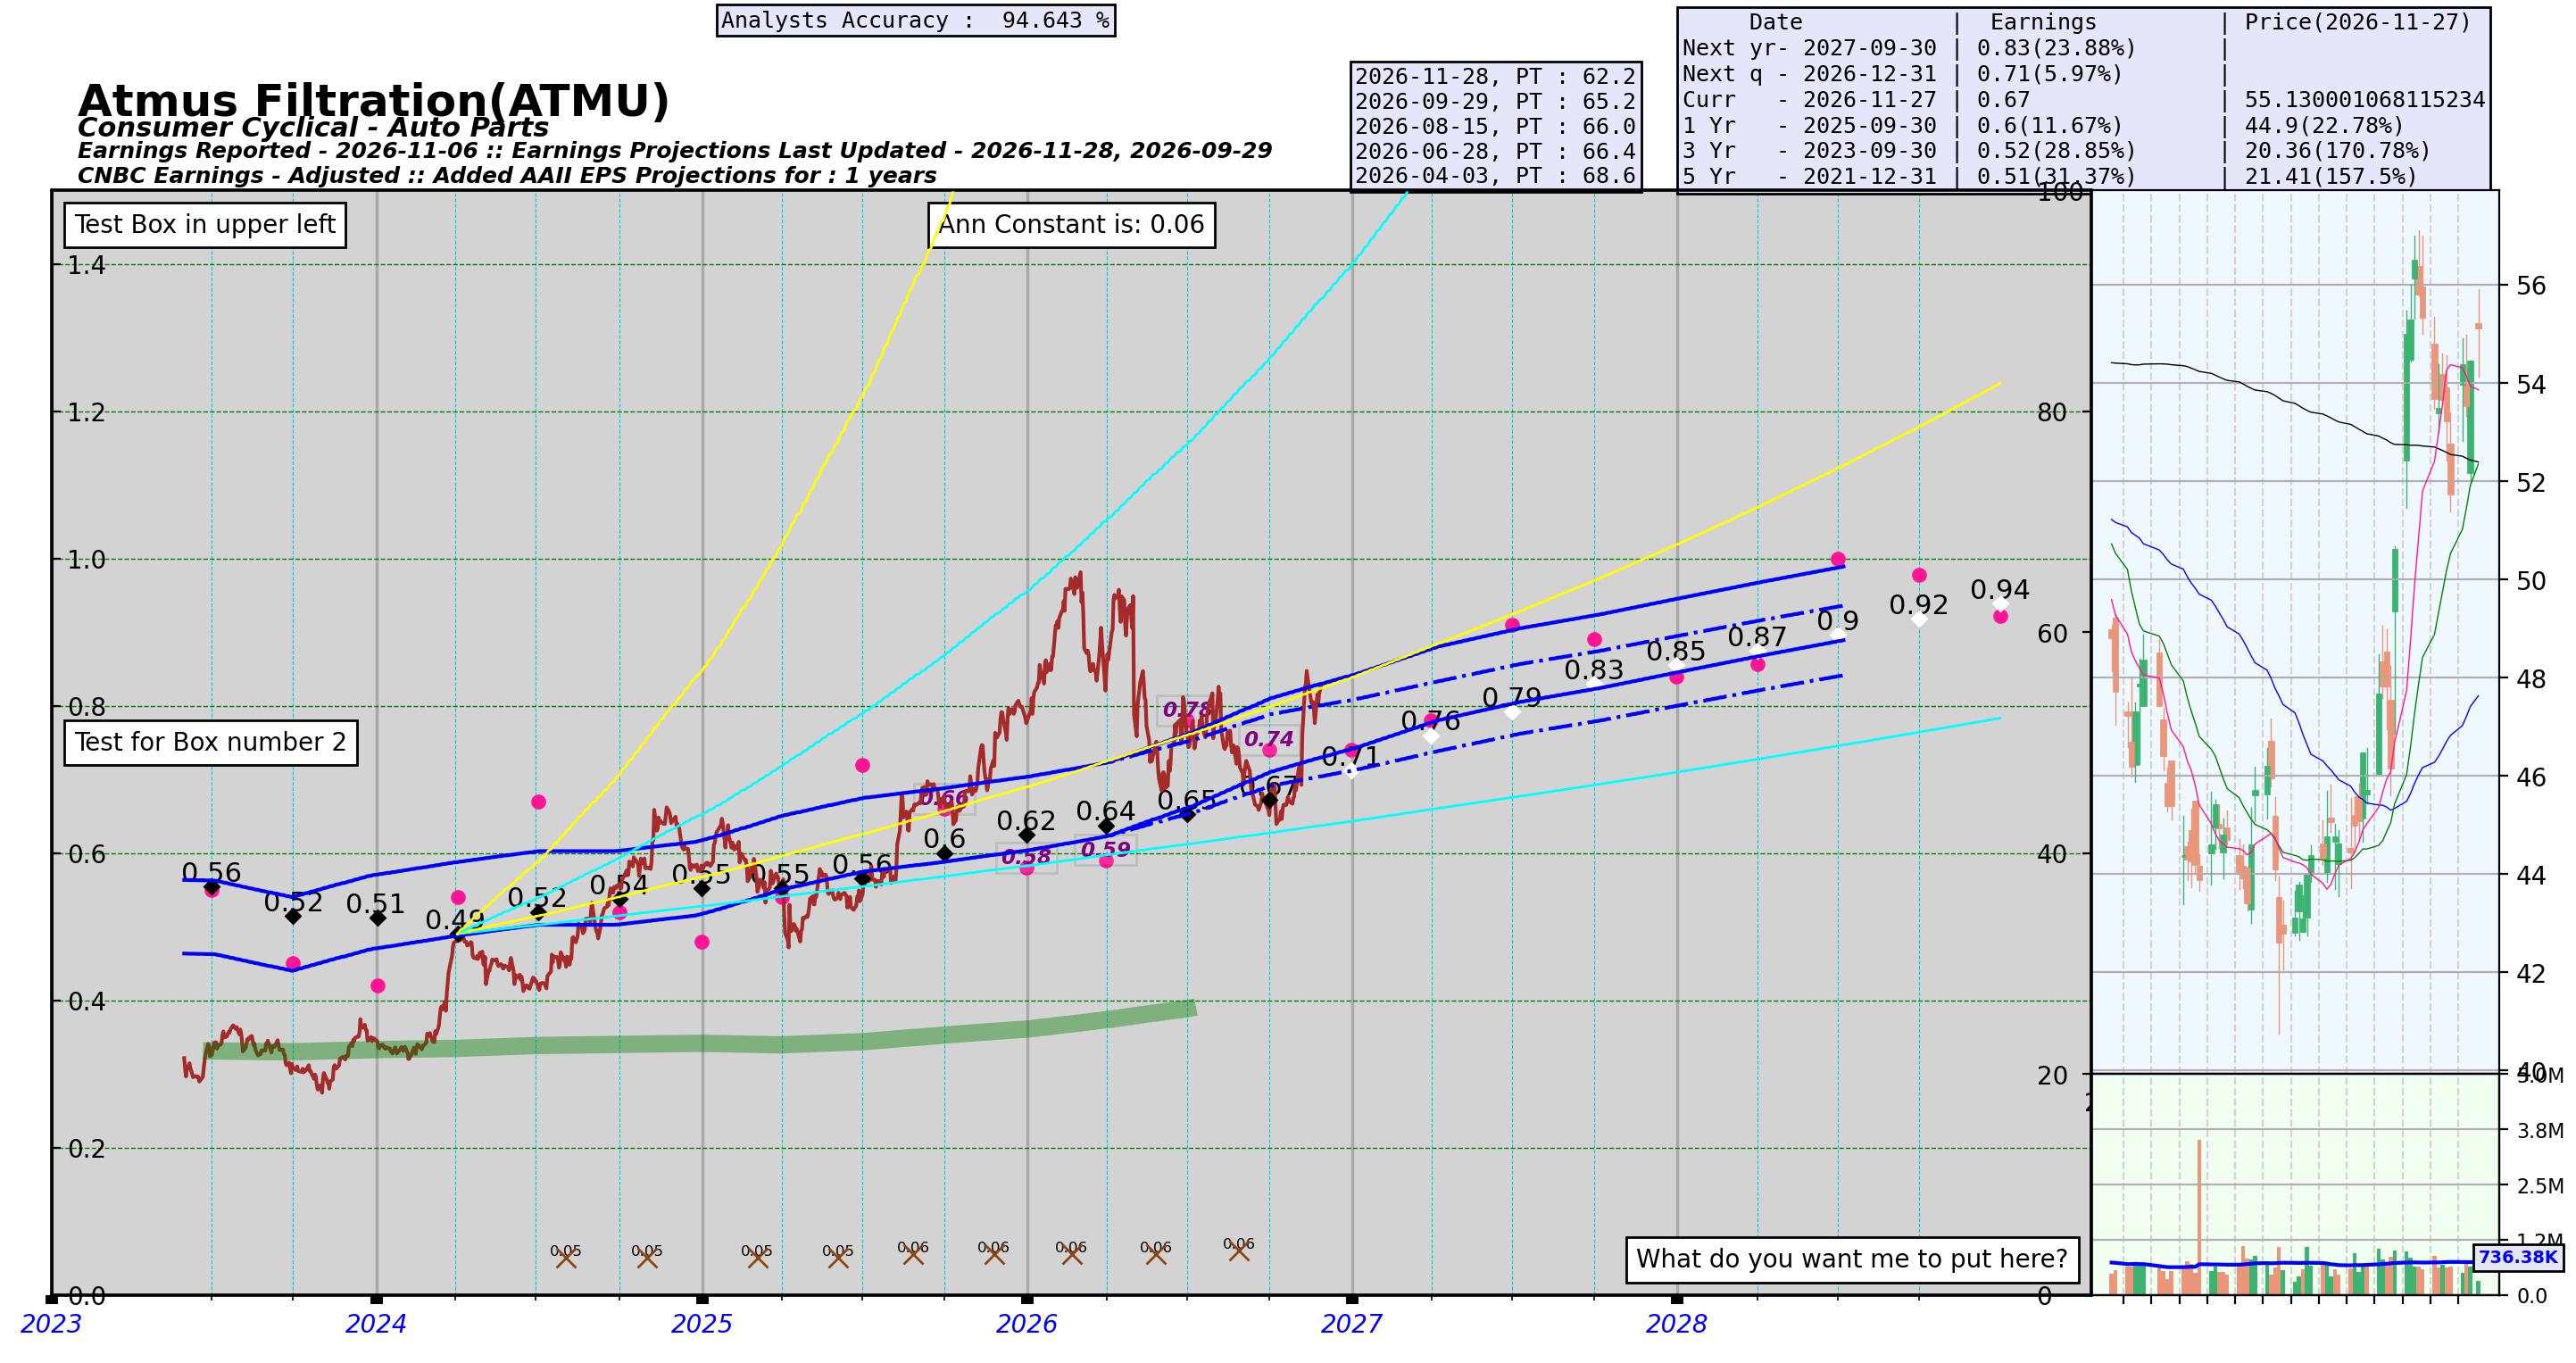 Analysts Accuracy :  94.643 %
Date | Earnings | Price(2026-11-27)
Next yr- 2027-09-30 | 0.83(23.88%) |
Next q - 2026-12-31 | 0.71(5.97%) |
Curr - 2026-11-27 | 0.67 | 55.130001068115234
1 Yr - 2025-09-30 | 0.6(11.67%) | 44.9(22.78%)
3 Yr - 2023-09-30 | 0.52(28.85%) | 20.36(170.78%)
5 Yr - 2021-12-31 | 0.51(31.37%) | 21.41(157.5%)
2026-11-28, PT : 62.2
2026-09-29, PT : 65.2
2026-08-15, PT : 66.0
2026-06-28, PT : 66.4
2026-04-03, PT : 68.6
Atmus Filtration(ATMU)
Consumer Cyclical - Auto Parts
Earnings Reported - 2026-11-06 :: Earnings Projections Last Updated - 2026-11-28, 2026-09-29
CNBC Earnings - Adjusted :: Added AAII EPS Projections for : 1 years
Test Box in upper left
Ann Constant is: 0.06
Test for Box number 2
What do you want me to put here?
1.4
1.2
1.0
0.8
0.6
0.4
0.2
0.0
100
80
60
40
20
0
0.56
0.52
0.51
0.49
0.52
0.54
0.55
0.55
0.56
0.6
0.62
0.64
0.65
0.67
0.71
0.76
0.79
0.83
0.85
0.87
0.9
0.92
0.94
0.66
0.58
0.59
0.78
0.74
0.05
0.05
0.05
0.05
0.06
0.06
0.06
0.06
0.06
2023
2024
2025
2026
2027
2028
56
54
52
50
48
46
44
42
40
5.0M
3.8M
2.5M
1.2M
736.38K
0.0